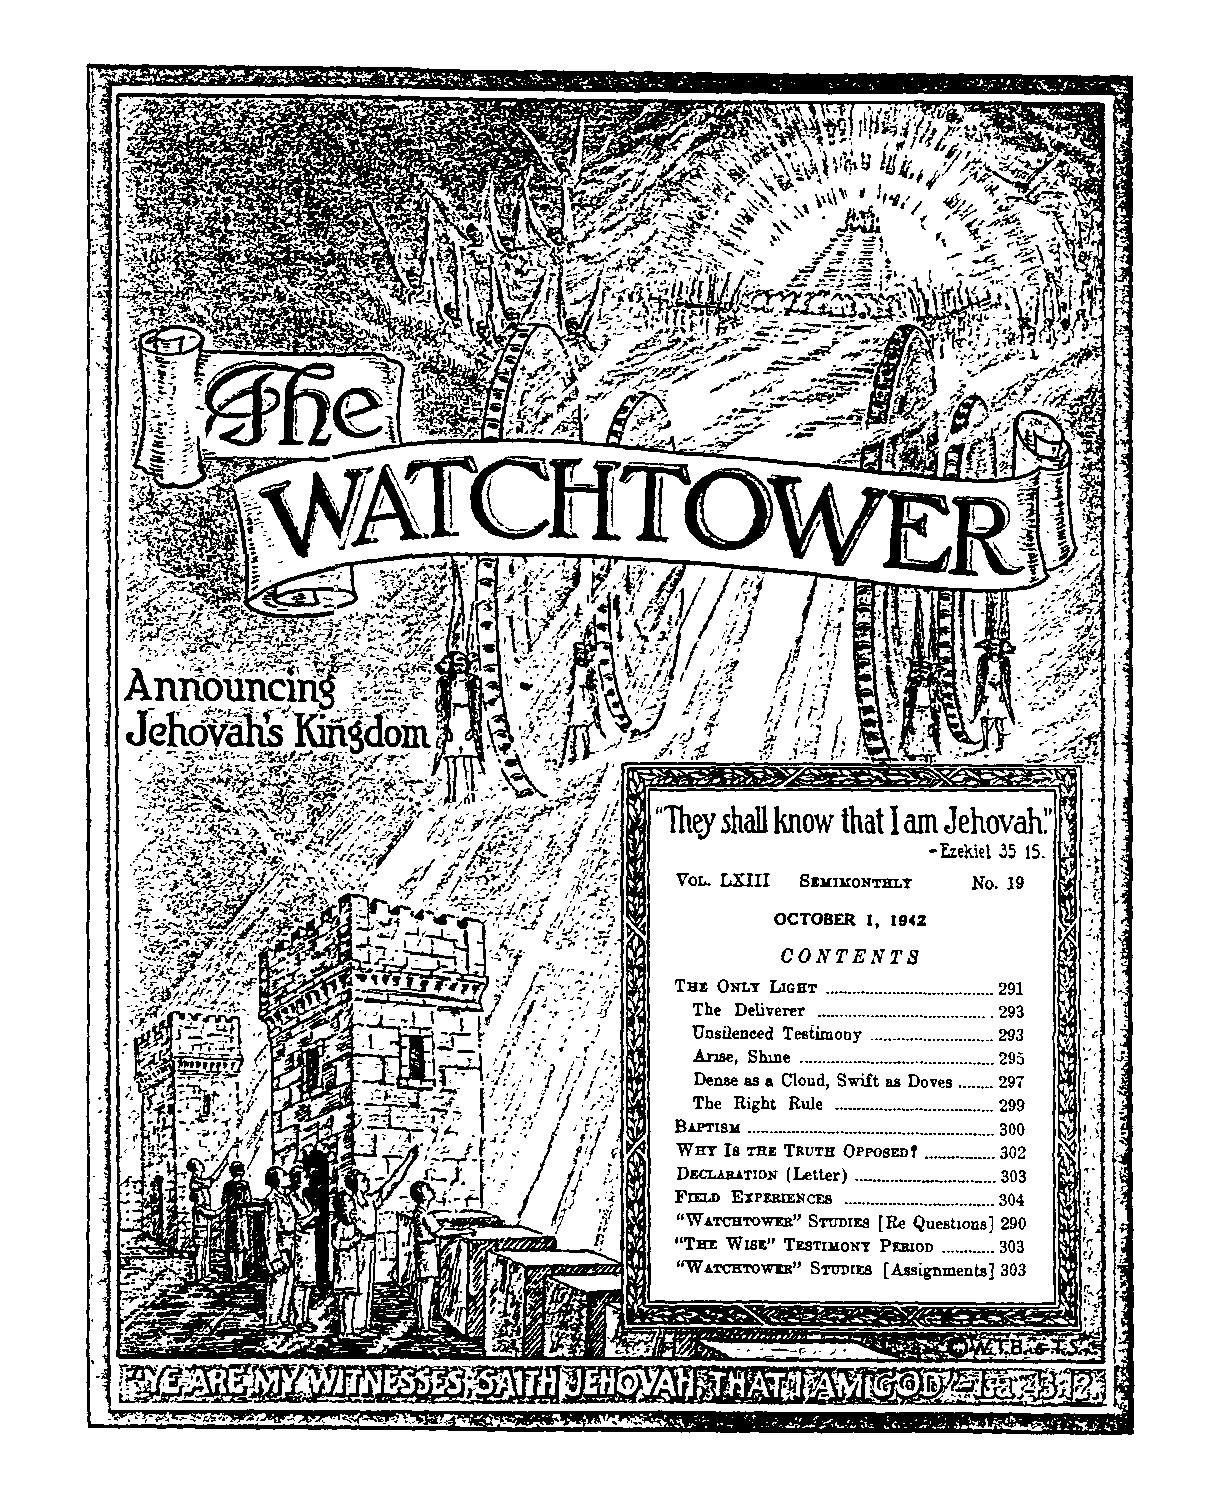 The
WATCHTOWER
Announcing
Jehovah's Kingdom
"They shall know that I am Jehovah."
-Ezekiel 35 15.
VOL. LXIII SEMIMONTHLY No. 19
OCTOBER 1, 1942
CONTENTS
THE ONLY LIGHT 291
The Deliverer 293
Unsilenced Testimony 293
Arise, Shine 295
Dense as a Cloud, Swift as Doves 297
The Right Rule 299
BAPTISM 300
WHY IS THE TRUTH OPPOSED? 302
DECLARATION (Letter) 303
FIELD EXPERIENCES 304
"WATCHTOWER" STUDIES [Re Questions] 290
"THE WISE" TESTIMONY PERIOD 303
"WATCHTOWER" STUDIES [Assignments] 303
© W.T.B. & T.S.
"YE ARE MY WITNESSES, SAITH JEHOVAH, THAT I AM GOD"-Isa. 43:12.